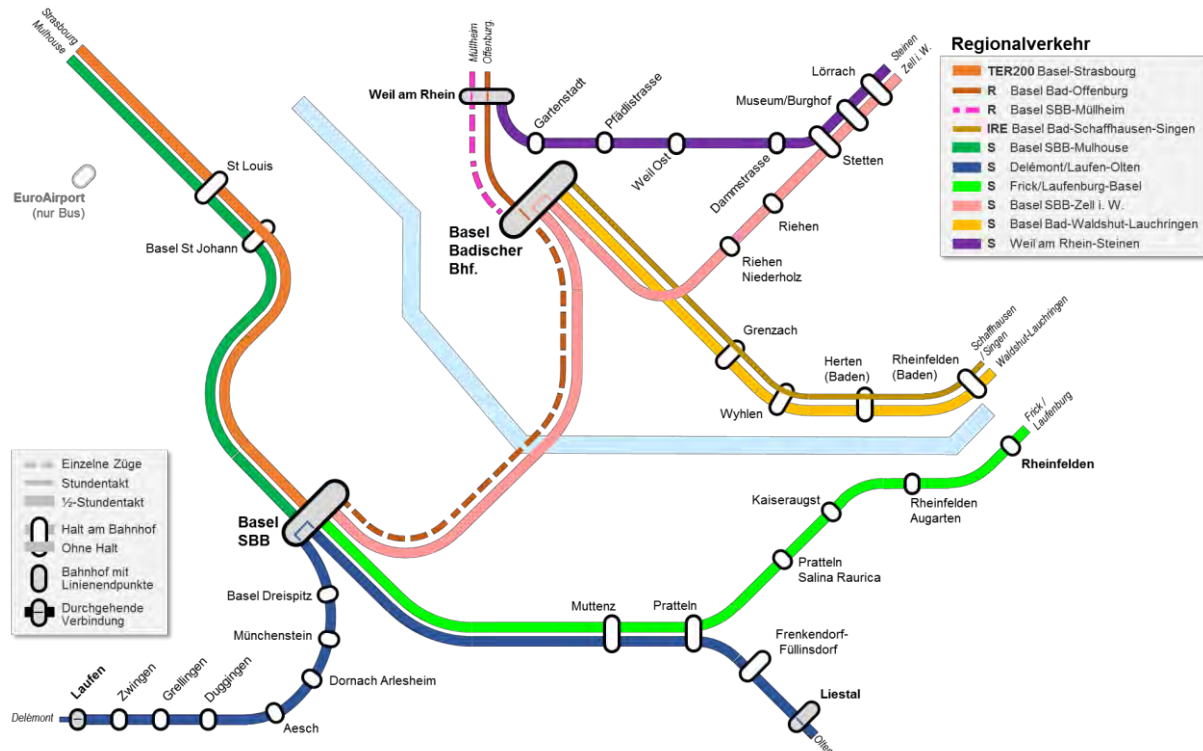 Strasbourg
Mulhouse
Müllheim
Offenburg
Weil am Rhein
Gartenstadt
Pfädlistrasse
Weil Ost
Dammstrasse
Museum/Burghof
Lörrach
Steinen
Zell i. W.
Stetten
Riehen
Riehen
Niederholz
St Louis
EuroAirport
(nur Bus)
Basel St Johann
Basel
Badischer
Bhf.
Grenzach
Wyhlen
Herten
(Baden)
Rheinfelden
(Baden)
Schaffhausen
/ Singen
Waldshut-Lauchringen
Frick /
Laufenburg
Rheinfelden
Rheinfelden
Augarten
Kaiseraugst
Pratteln
Salina Raurica
Pratteln
Muttenz
Frenkendorf-
Füllinsdorf
Liestal
Olten
Basel
SBB
Basel Dreispitz
Münchenstein
Dornach Arlesheim
Aesch
Duggingen
Grellingen
Zwingen
Laufen
Delémont
Regionalverkehr
TER200 Basel-Strasbourg
R Basel Bad-Offenburg
R Basel SBB-Müllheim
IRE Basel Bad-Schaffhausen-Singen
S Basel SBB-Mulhouse
S Delémont/Laufen-Olten
S Frick/Laufenburg-Basel
S Basel SBB-Zell i. W.
S Basel Bad-Waldshut-Lauchringen
S Weil am Rhein-Steinen
Einzelne Züge
Stundentakt
½-Stundentakt
Halt am Bahnhof
Ohne Halt
Bahnhof mit
Linienendpunkte
Durchgehende
Verbindung